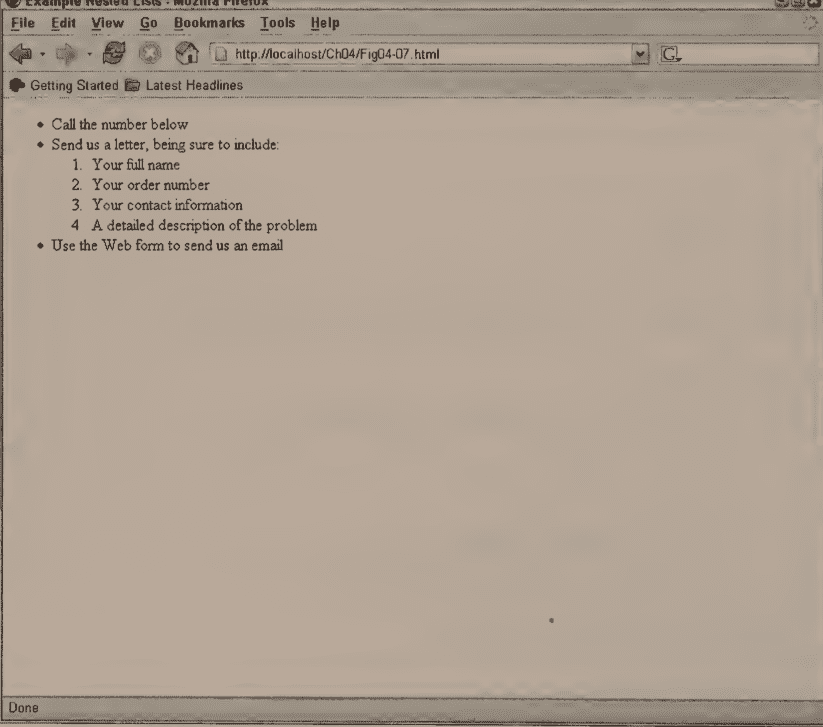 Example Nested Lists - Mozilla Firefox
File Edit View Go Bookmarks Tools Help
http://localhost/Ch04/Fig04-07.html G
Getting Started Latest Headlines
• Call the number below
• Send us a letter, being sure to include:
1. Your full name
2. Your order number
3. Your contact information
4 A detailed description of the problem
• Use the Web form to send us an email
Done